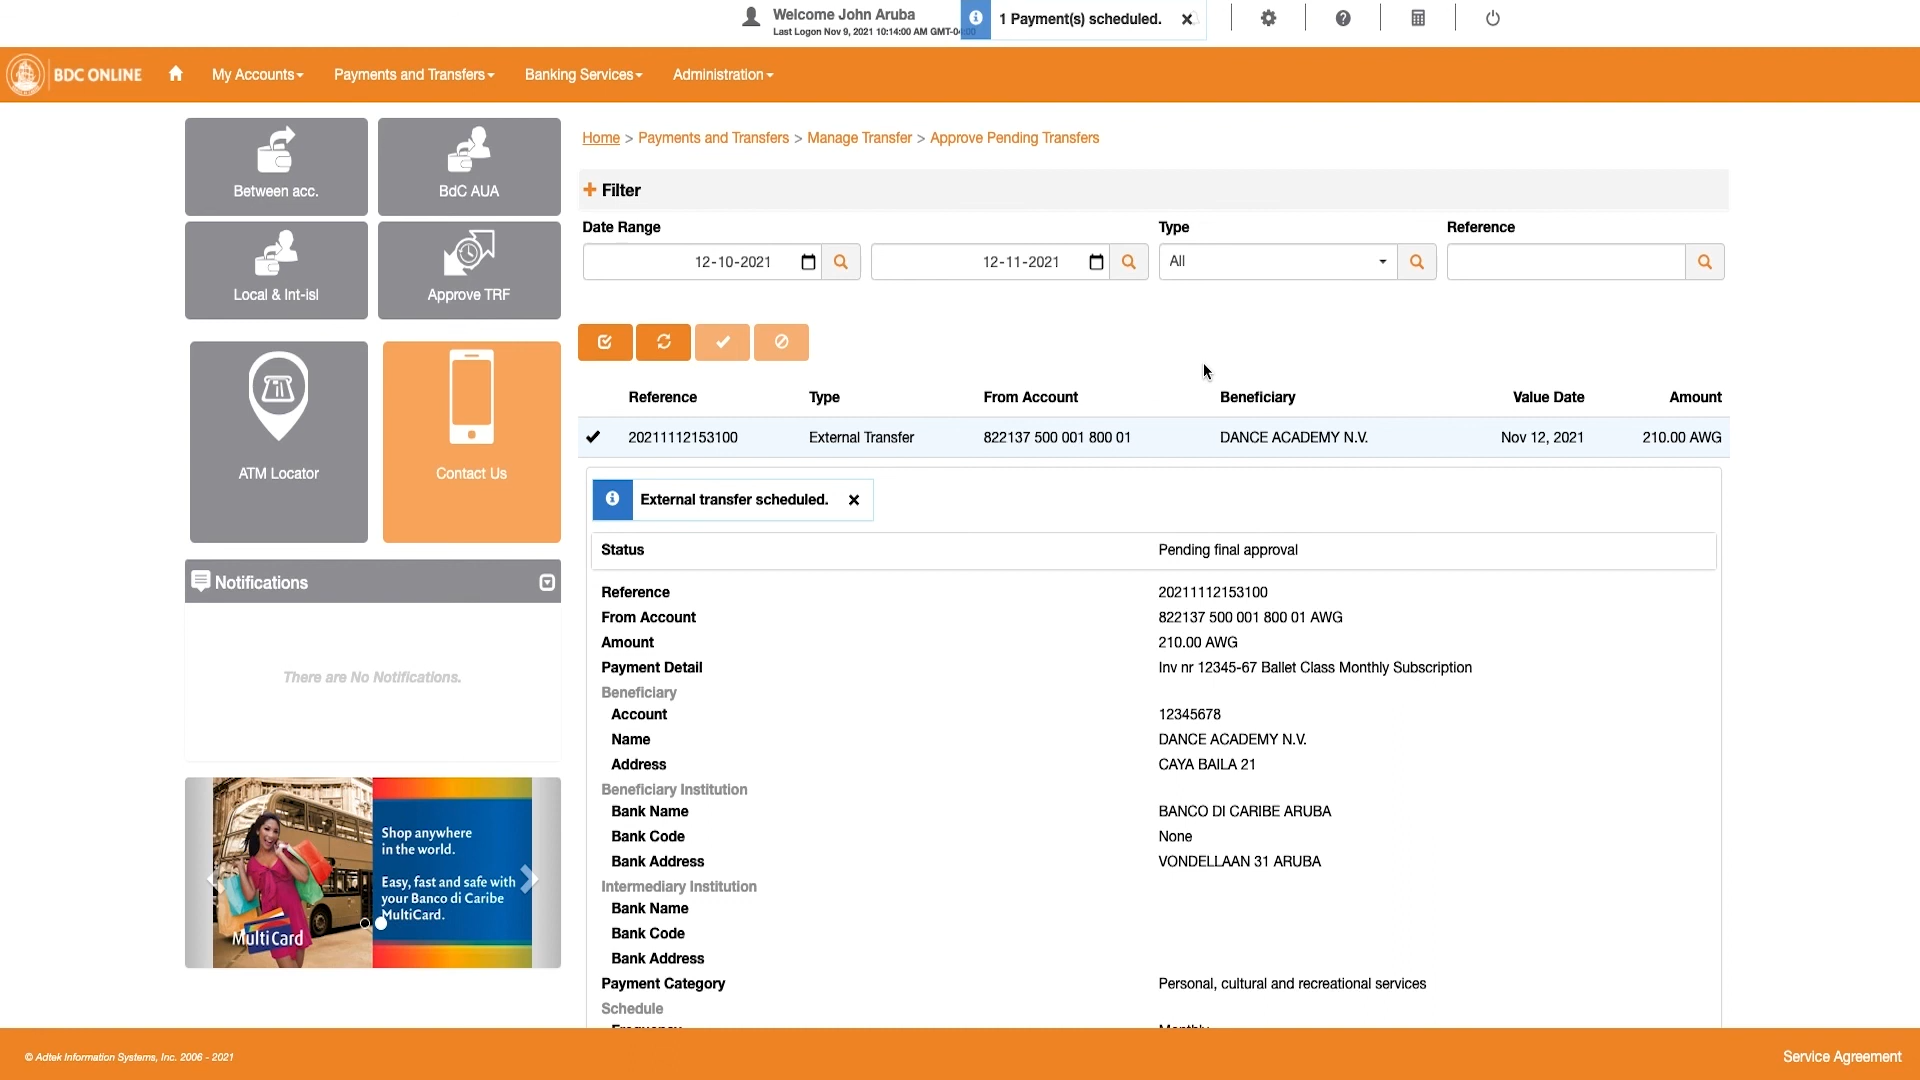 Welcome John Aruba
Last Logon Nov 9, 2021 10:14:00 AM GMT-04:00
1 Payment(s) scheduled.
BDC ONLINE
My Accounts
Payments and Transfers
Banking Services
Administration
Between acc.
BdC AUA
Local & Int-isl
Approve TRF
ATM Locator
Contact Us
Notifications
There are No Notifications.
Shop anywhere
in the world.
Easy, fast and safe with
your Banco di Caribe
MultiCard.
MultiCard
Home > Payments and Transfers > Manage Transfer > Approve Pending Transfers
Filter
Date Range
Type
Reference
12-10-2021
12-11-2021
All
Reference Type From Account Beneficiary Value Date Amount
20211112153100 External Transfer 822137 500 001 800 01 DANCE ACADEMY N.V. Nov 12, 2021 210.00 AWG
External transfer scheduled.
Status Pending final approval
Reference 20211112153100
From Account 822137 500 001 800 01 AWG
Amount 210.00 AWG
Payment Detail Inv nr 12345-67 Ballet Class Monthly Subscription
Beneficiary
Account 12345678
Name DANCE ACADEMY N.V.
Address CAYA BAILA 21
Beneficiary Institution
Bank Name BANCO DI CARIBE ARUBA
Bank Code None
Bank Address VONDELLAAN 31 ARUBA
Intermediary Institution
Bank Name
Bank Code
Bank Address
Payment Category Personal, cultural and recreational services
Schedule
Frequency Monthly
© Adtek Information Systems, Inc. 2006 - 2021
Service Agreement